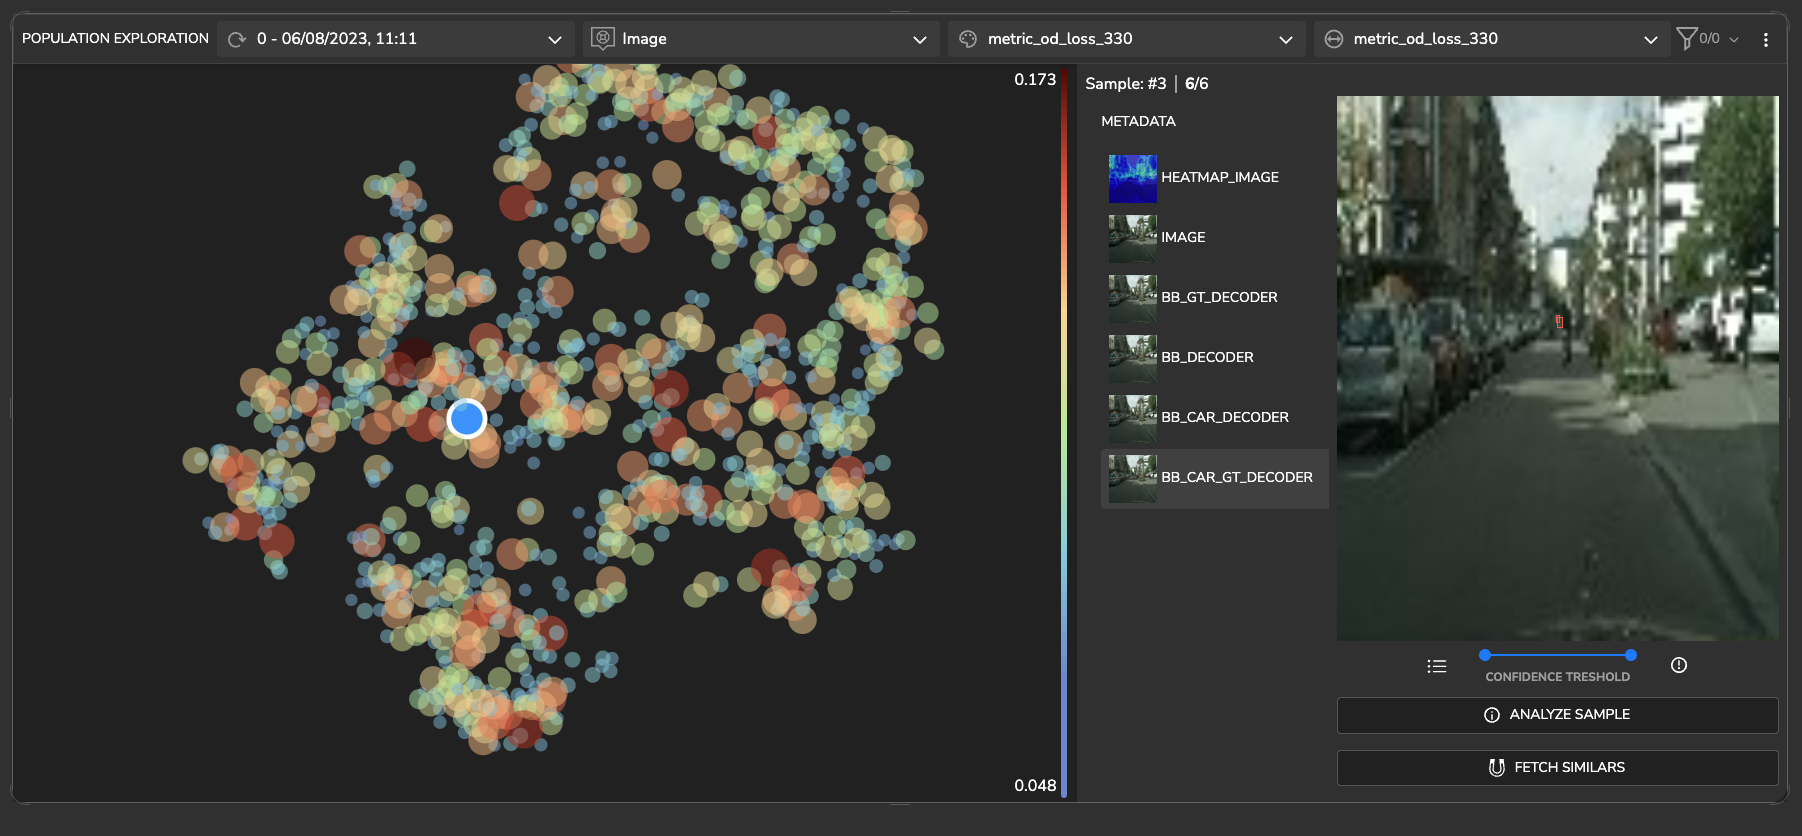 POPULATION EXPLORATION
0 - 06/08/2023, 11:11
Image
metric_od_loss_330
metric_od_loss_330
0/0
0.173
0.048
Sample: #3 | 6/6
METADATA
HEATMAP_IMAGE
IMAGE
BB_GT_DECODER
BB_DECODER
BB_CAR_DECODER
BB_CAR_GT_DECODER
CONFIDENCE TRESHOLD
ANALYZE SAMPLE
FETCH SIMILARS